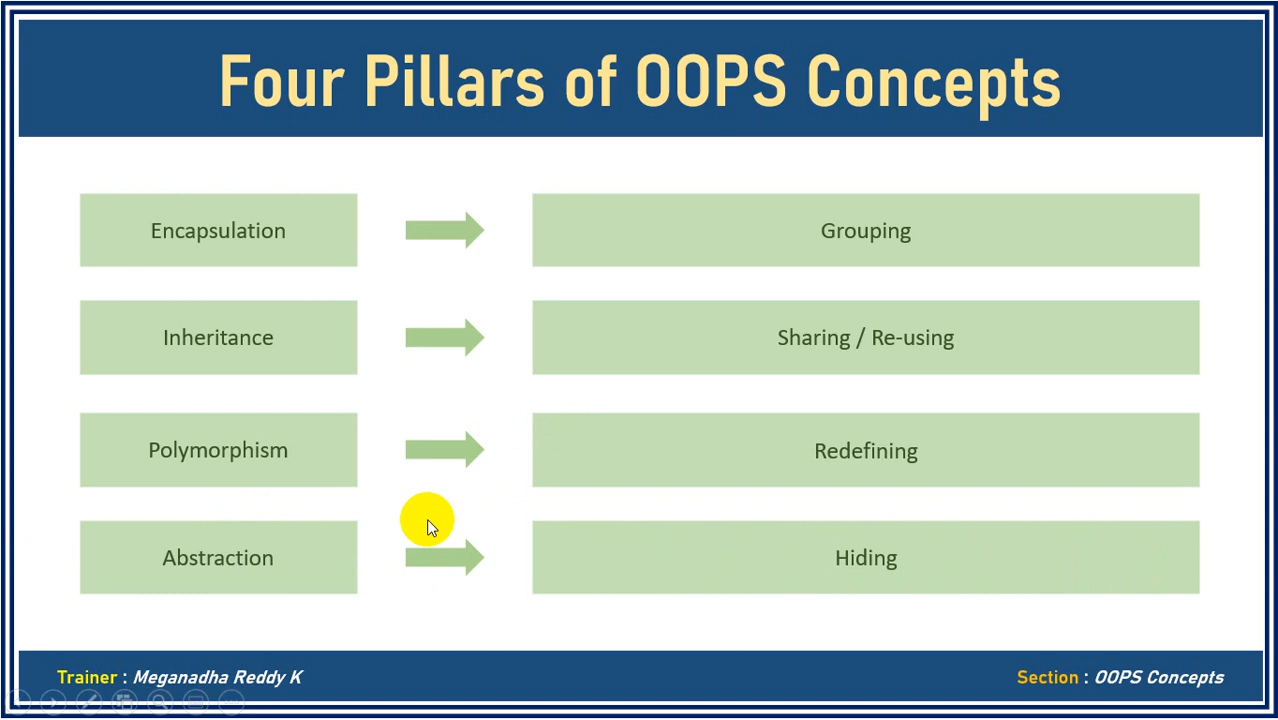 Four Pillars of OOPS Concepts
Encapsulation
Grouping
Inheritance
Sharing / Re-using
Polymorphism
Redefining
Abstraction
Hiding
Trainer : Meganadha Reddy K
Section : OOPS Concepts